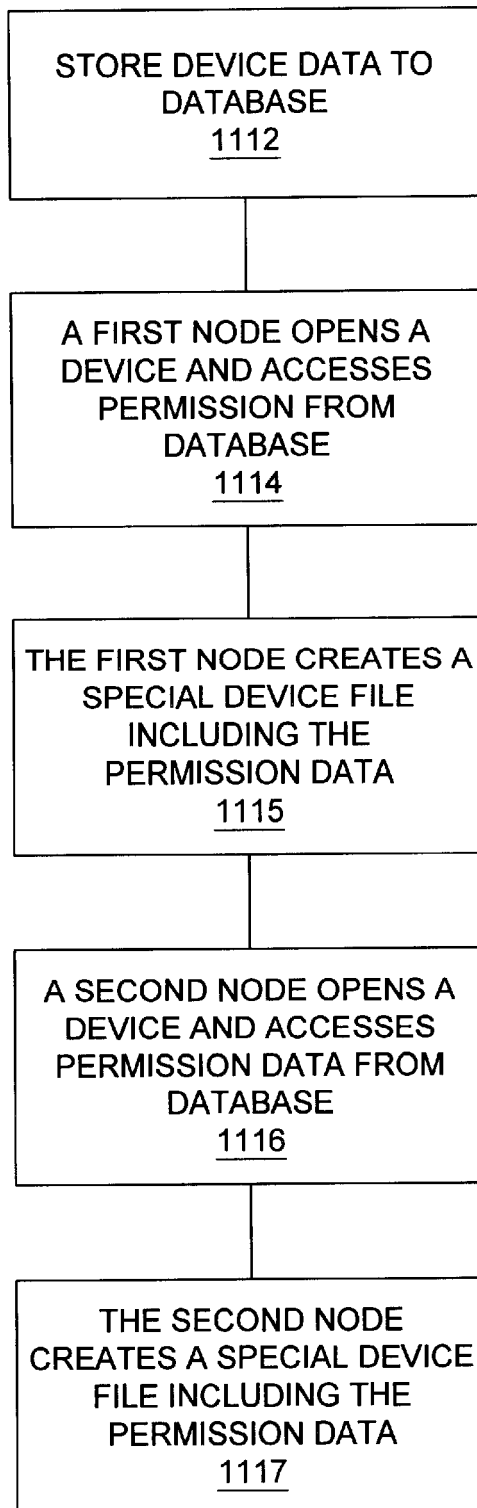 STORE DEVICE DATA TO
DATABASE
1112
A FIRST NODE OPENS A
DEVICE AND ACCESSES
PERMISSION FROM
DATABASE
1114
THE FIRST NODE CREATES A
SPECIAL DEVICE FILE
INCLUDING THE
PERMISSION DATA
1115
A SECOND NODE OPENS A
DEVICE AND ACCESSES
PERMISSION DATA FROM
DATABASE
1116
THE SECOND NODE
CREATES A SPECIAL DEVICE
FILE INCLUDING THE
PERMISSION DATA
1117